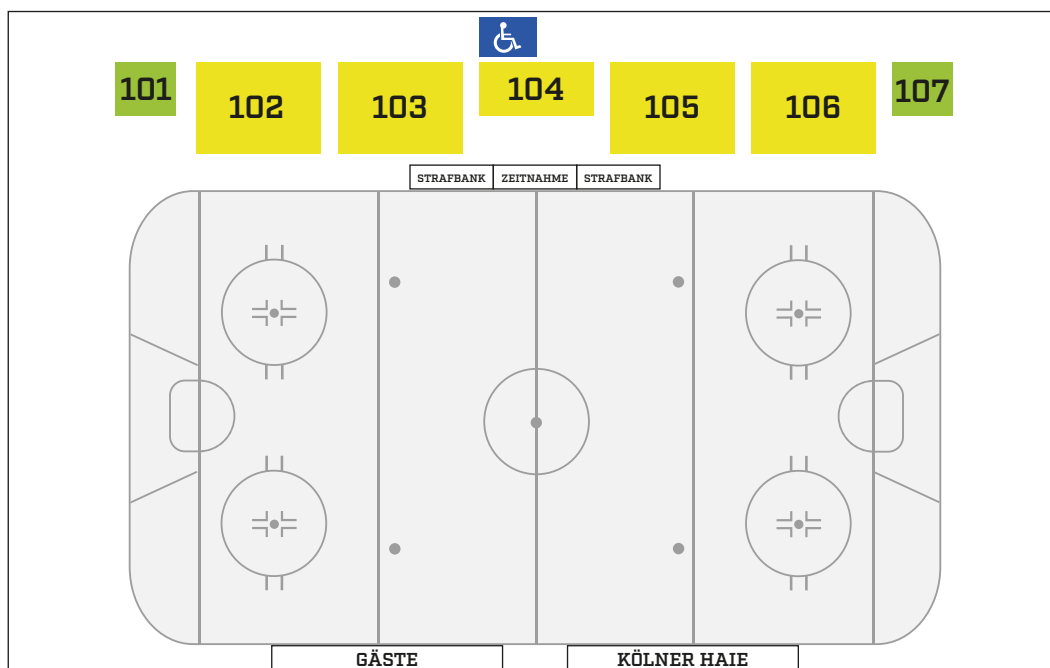 101
102
103
104
105
106
107
STRAFBANK
ZEITNAHME
STRAFBANK
GÄSTE
KÖLNER HAIE